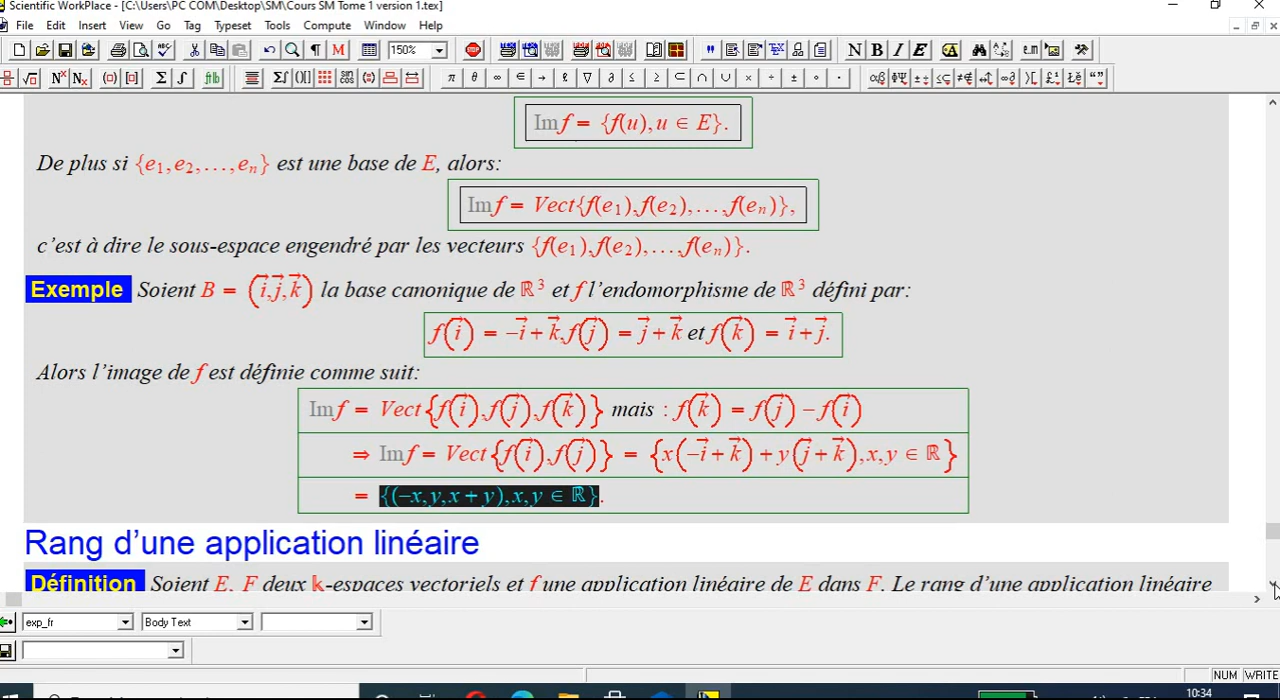 Scientific WorkPlace - [C:\Users\PC COM\Desktop\SM\Cours SM Tome 1 version 1.tex]
File Edit Insert View Go Tag Typeset Tools Compute Window Help
150%
Im f = {f(u), u ∈ E}.
De plus si {e₁, e₂, …, eₙ} est une base de E, alors:
Im f = Vect{f(e₁), f(e₂), …, f(eₙ)},
c'est à dire le sous-espace engendré par les vecteurs {f(e₁), f(e₂), …, f(eₙ)}.
Exemple Soient B = (i⃗, j⃗, k⃗) la base canonique de ℝ³ et f l'endomorphisme de ℝ³ défini par:
f(i⃗) = −i⃗ + k⃗, f(j⃗) = j⃗ + k⃗ et f(k⃗) = i⃗ + j⃗.
Alors l'image de f est définie comme suit:
Im f = Vect{f(i⃗), f(j⃗), f(k⃗)} mais : f(k⃗) = f(j⃗) − f(i⃗)
⇒ Im f = Vect{f(i⃗), f(j⃗)} = {x(−i⃗ + k⃗) + y(j⃗ + k⃗), x, y ∈ ℝ}
= {(−x, y, x + y), x, y ∈ ℝ}.
Rang d'une application linéaire
Définition Soient E, F deux 𝕜-espaces vectoriels et f une application linéaire de E dans F. Le rang d'une application linéaire
exp_fr Body Text
NUM WRITE
10:34